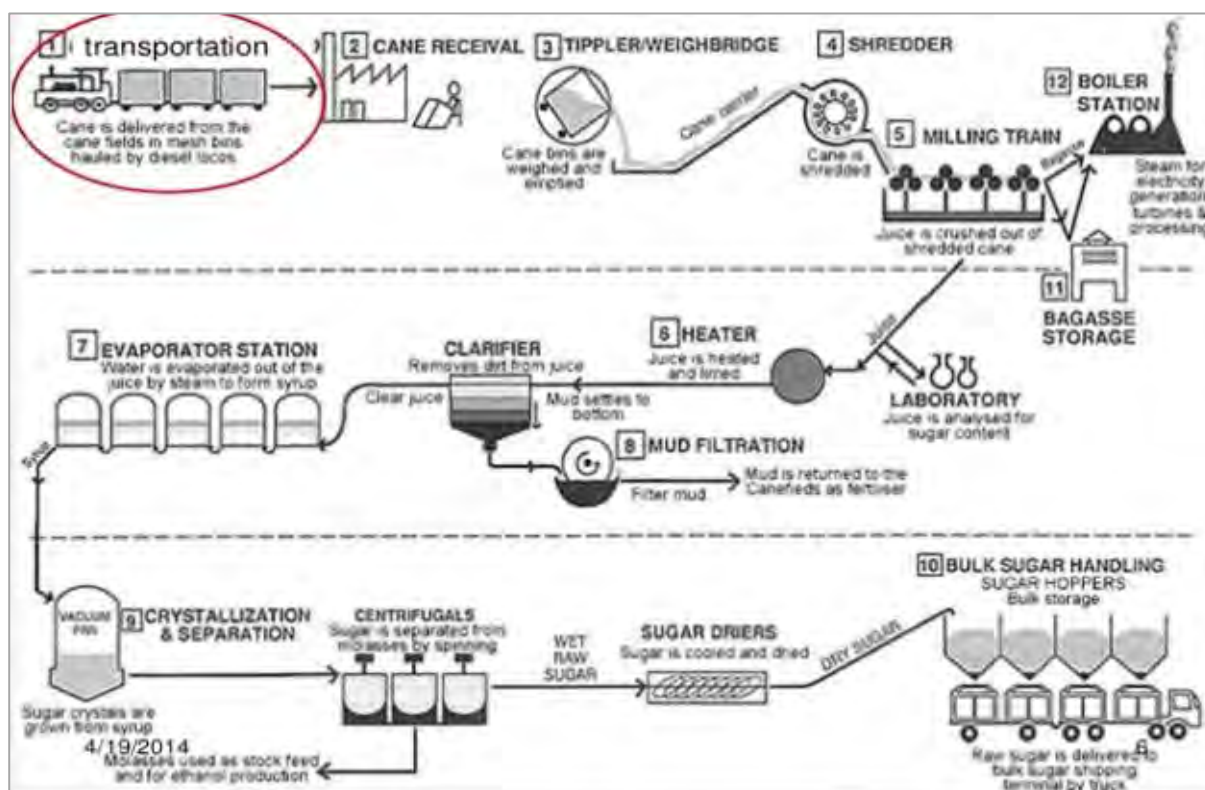 1 transportation
Cane is delivered from the
cane fields in mesh bins
hauled by diesel locos
2 CANE RECEIVAL
3 TIPPLER/WEIGHBRIDGE
Cane bins are
weighed and
emptied
Cane carrier
4 SHREDDER
Cane is
shredded
5 MILLING TRAIN
Juice is crushed out of
shredded cane
Bagasse
12 BOILER
STATION
Steam for
electricity
generation
turbines &
processing
11
BAGASSE
STORAGE
Juice
LABORATORY
Juice is analysed for
sugar content
6 HEATER
Juice is heated
and limed
CLARIFIER
Removes dirt from juice
Clear juice
Mud settles to
bottom
8 MUD FILTRATION
Filter mud
Mud is returned to the
Canefieds as fertiliser
7 EVAPORATOR STATION
Water is evaporated out of the
juice by steam to form syrup
Syrup
VACUUM
PAN
9 CRYSTALLIZATION
& SEPARATION
Sugar crystals are
grown from syrup
4/19/2014
CENTRIFUGALS
Sugar is separated from
molasses by spinning
Molasses used as stock feed
and for ethanol production
WET
RAW
SUGAR
SUGAR DRIERS
Sugar is cooled and dried
DRY SUGAR
10 BULK SUGAR HANDLING
SUGAR HOPPERS
Bulk storage
Raw sugar is delivered to
bulk sugar shipping
terminal by truck